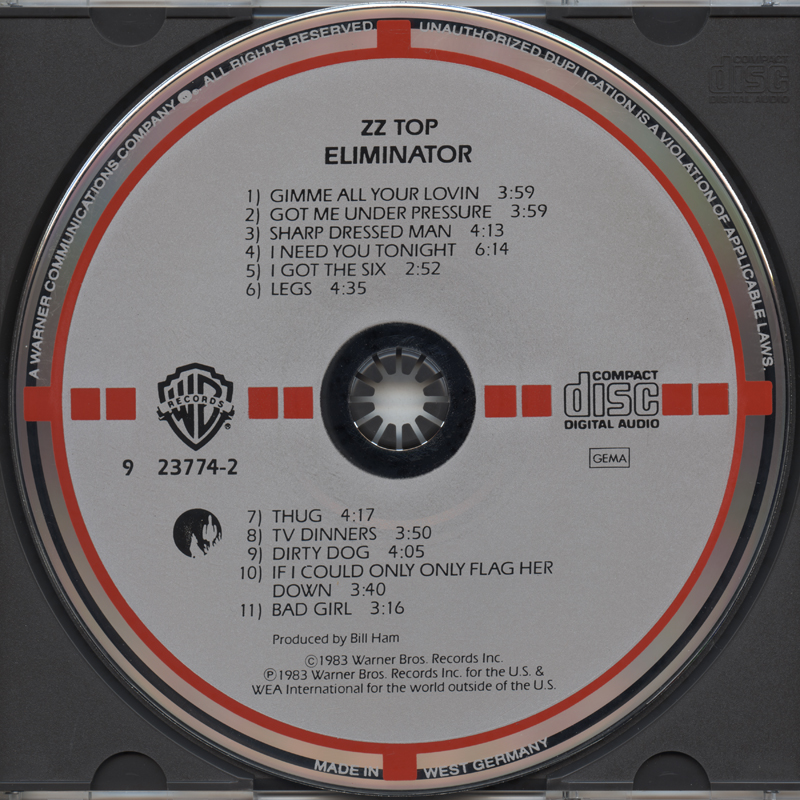 A WARNER COMMUNICATIONS COMPANY ALL RIGHTS RESERVED
UNAUTHORIZED DUPLICATION IS A VIOLATION OF APPLICABLE LAWS.
COMPACT
disc
DIGITAL AUDIO
ZZ TOP
ELIMINATOR
1) GIMME ALL YOUR LOVIN 3:59
2) GOT ME UNDER PRESSURE 3:59
3) SHARP DRESSED MAN 4:13
4) I NEED YOU TONIGHT 6:14
5) I GOT THE SIX 2:52
6) LEGS 4:35
WB
RECORDS
®
COMPACT
disc
DIGITAL AUDIO
9 23774-2
GEMA
7) THUG 4:17
8) TV DINNERS 3:50
9) DIRTY DOG 4:05
10) IF I COULD ONLY ONLY FLAG HER
DOWN 3:40
11) BAD GIRL 3:16
Produced by Bill Ham
©1983 Warner Bros. Records Inc.
℗1983 Warner Bros. Records Inc. for the U.S. &
WEA International for the world outside of the U.S.
MADE IN WEST GERMANY